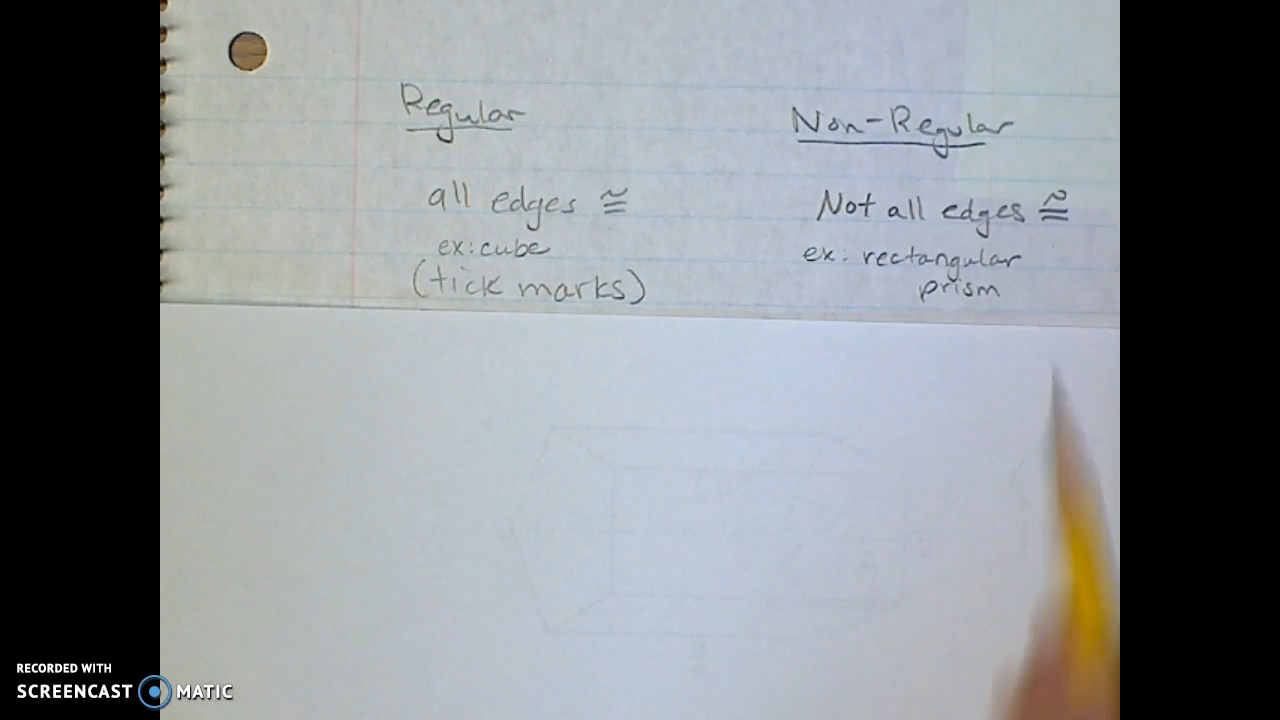 Regular
Non-Regular
all edges ≅
Not all edges ≅
ex: cube
ex: rectangular
prism
(tick marks)
RECORDED WITH
SCREENCAST MATIC